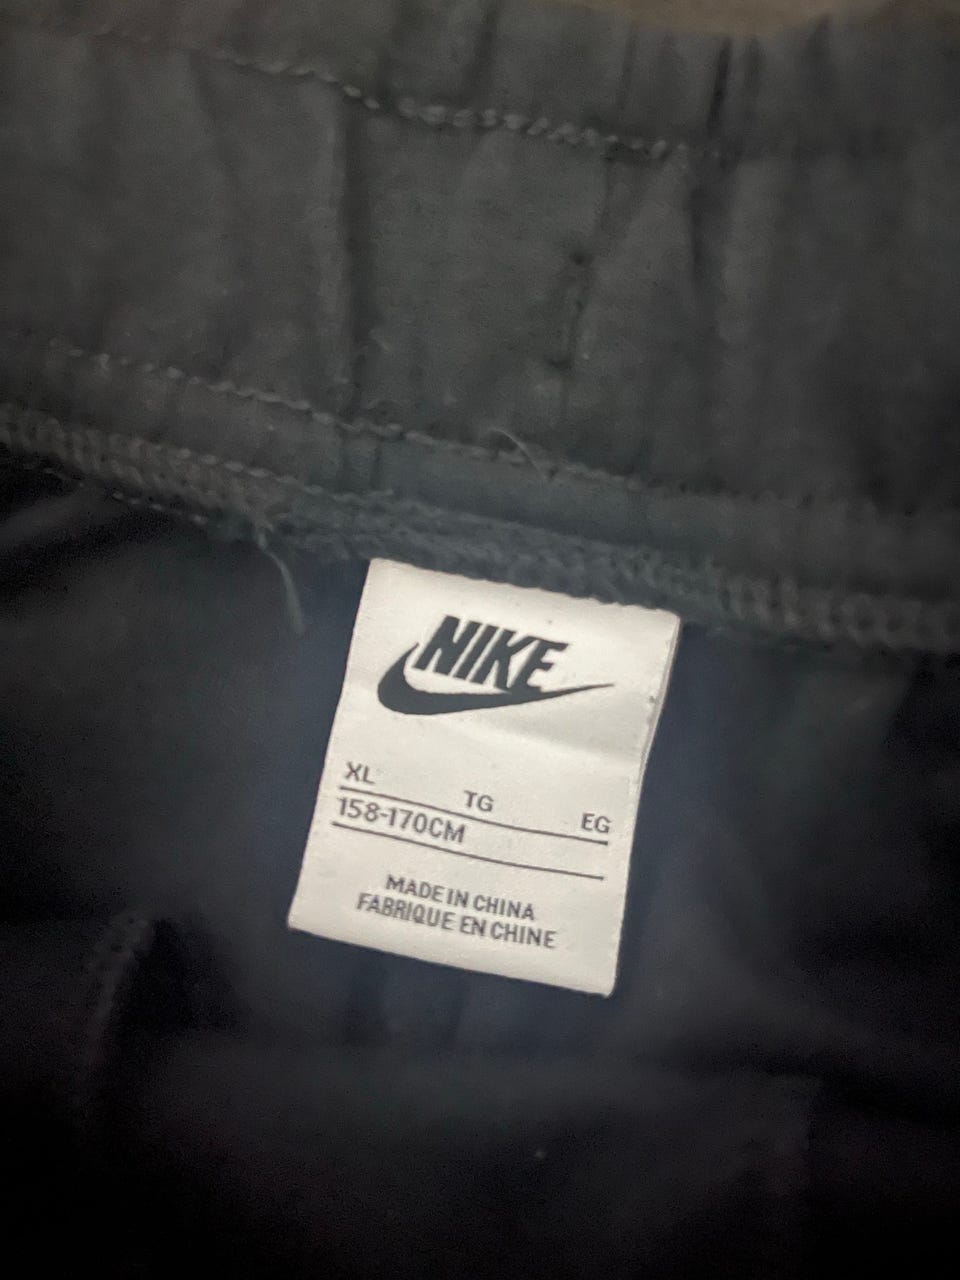 NIKE
XL TG EG
158-170CM
MADE IN CHINA
FABRIQUE EN CHINE